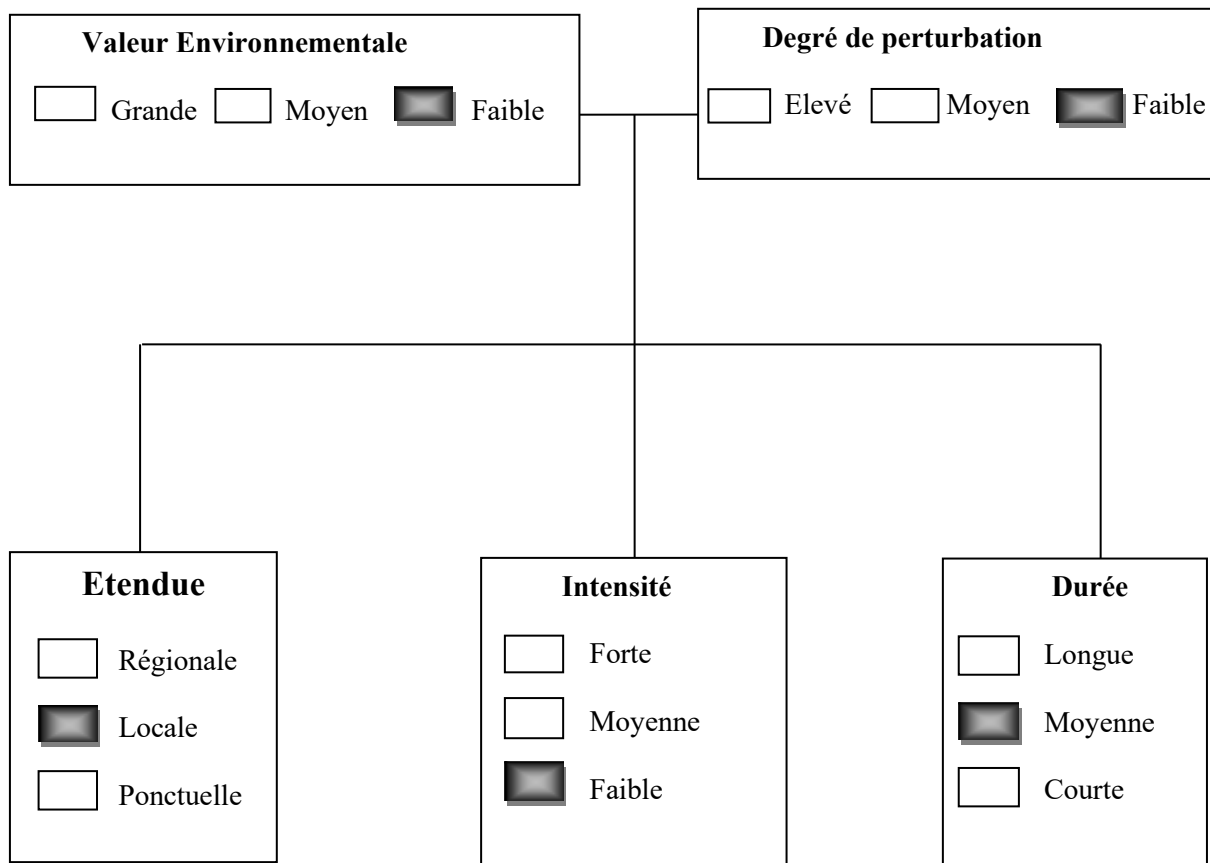 Valeur Environnementale
Grande Moyen Faible
Degré de perturbation
Elevé Moyen Faible
Etendue
Régionale
Locale
Ponctuelle
Intensité
Forte
Moyenne
Faible
Durée
Longue
Moyenne
Courte